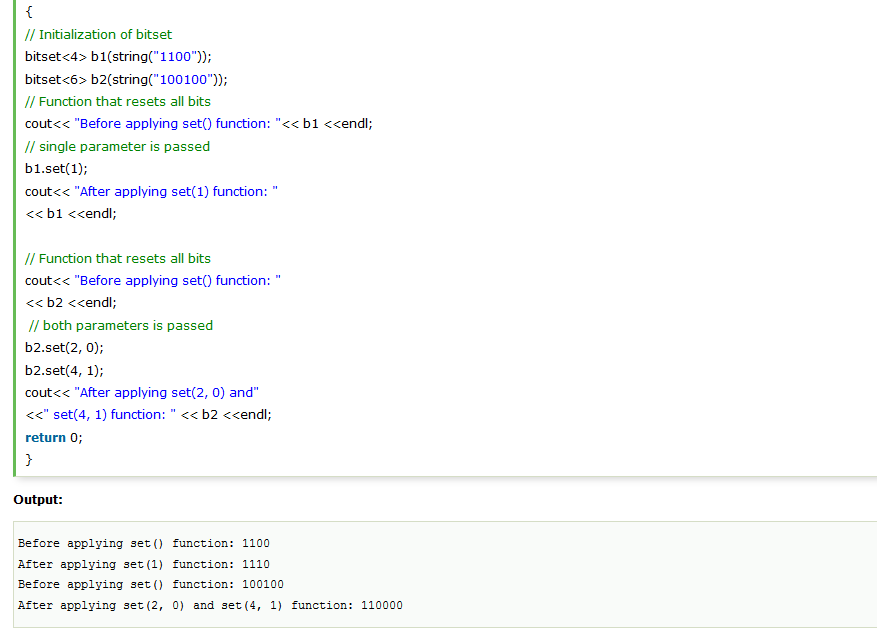 {
// Initialization of bitset
bitset<4> b1(string("1100"));
bitset<6> b2(string("100100"));
// Function that resets all bits
cout<< "Before applying set() function: "<< b1 <<endl;
// single parameter is passed
b1.set(1);
cout<< "After applying set(1) function: "
<< b1 <<endl;
// Function that resets all bits
cout<< "Before applying set() function: "
<< b2 <<endl;
// both parameters is passed
b2.set(2, 0);
b2.set(4, 1);
cout<< "After applying set(2, 0) and"
<<" set(4, 1) function: " << b2 <<endl;
return 0;
}
Output:
Before applying set() function: 1100
After applying set(1) function: 1110
Before applying set() function: 100100
After applying set(2, 0) and set(4, 1) function: 110000